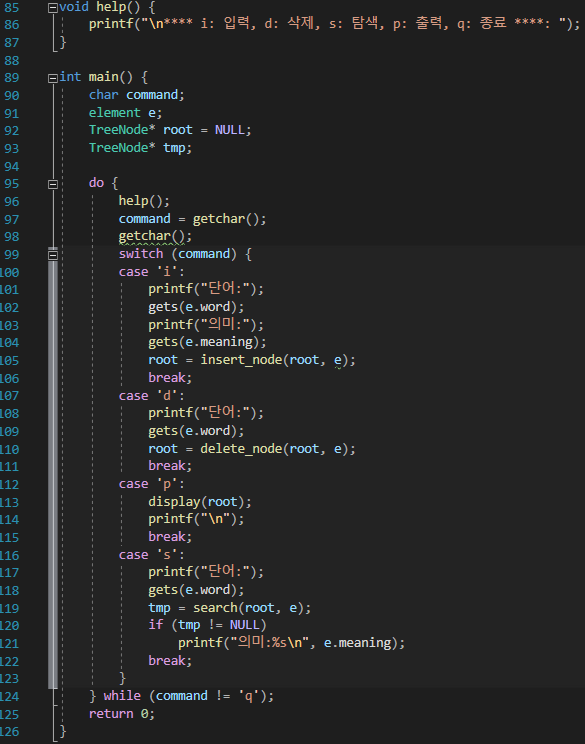 85 void help() {
86     printf("\n**** i: 입력, d: 삭제, s: 탐색, p: 출력, q: 종료 ****: ");
87 }
88
89 int main() {
90     char command;
91     element e;
92     TreeNode* root = NULL;
93     TreeNode* tmp;
94
95     do {
96         help();
97         command = getchar();
98         getchar();
99         switch (command) {
100         case 'i':
101             printf("단어:");
102             gets(e.word);
103             printf("의미:");
104             gets(e.meaning);
105             root = insert_node(root, e);
106             break;
107         case 'd':
108             printf("단어:");
109             gets(e.word);
110             root = delete_node(root, e);
111             break;
112         case 'p':
113             display(root);
114             printf("\n");
115             break;
116         case 's':
117             printf("단어:");
118             gets(e.word);
119             tmp = search(root, e);
120             if (tmp != NULL)
121                 printf("의미:%s\n", e.meaning);
122             break;
123         }
124     } while (command != 'q');
125     return 0;
126 }